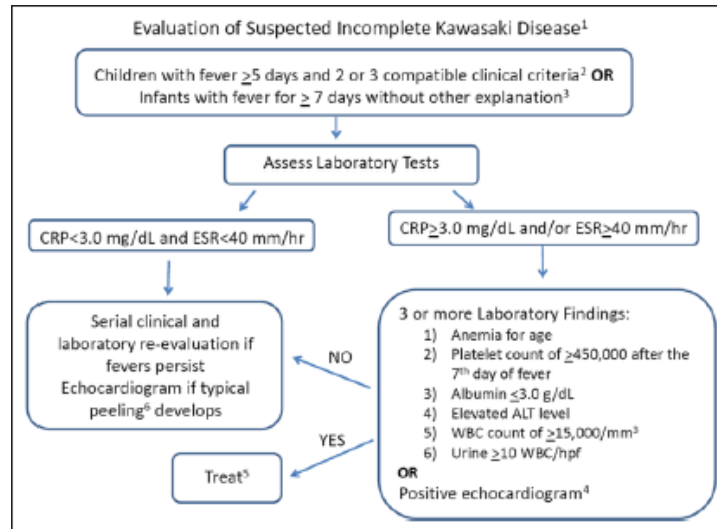 Evaluation of Suspected Incomplete Kawasaki Disease¹
Children with fever ≥5 days and 2 or 3 compatible clinical criteria² OR
Infants with fever for ≥ 7 days without other explanation³
Assess Laboratory Tests
CRP<3.0 mg/dL and ESR<40 mm/hr
CRP≥3.0 mg/dL and/or ESR≥40 mm/hr
Serial clinical and
laboratory re-evaluation if
fevers persist
Echocardiogram if typical
peeling⁶ develops
NO
YES
Treat⁵
3 or more Laboratory Findings:
1) Anemia for age
2) Platelet count of ≥450,000 after the
7th day of fever
3) Albumin ≤3.0 g/dL
4) Elevated ALT level
5) WBC count of ≥15,000/mm³
6) Urine ≥10 WBC/hpf
OR
Positive echocardiogram⁴